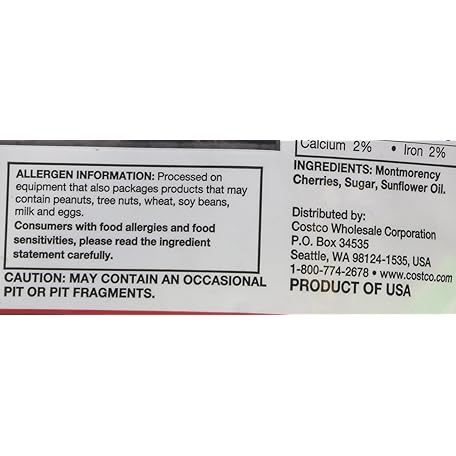 ALLERGEN INFORMATION: Processed on
equipment that also packages products that may
contain peanuts, tree nuts, wheat, soy beans,
milk and eggs.
Consumers with food allergies and food
sensitivities, please read the ingredient
statement carefully.
CAUTION: MAY CONTAIN AN OCCASIONAL
PIT OR PIT FRAGMENTS.
Calcium 2% • Iron 2%
INGREDIENTS: Montmorency
Cherries, Sugar, Sunflower Oil.
Distributed by:
Costco Wholesale Corporation
P.O. Box 34535
Seattle, WA 98124-1535, USA
1-800-774-2678 • www.costco.com
PRODUCT OF USA